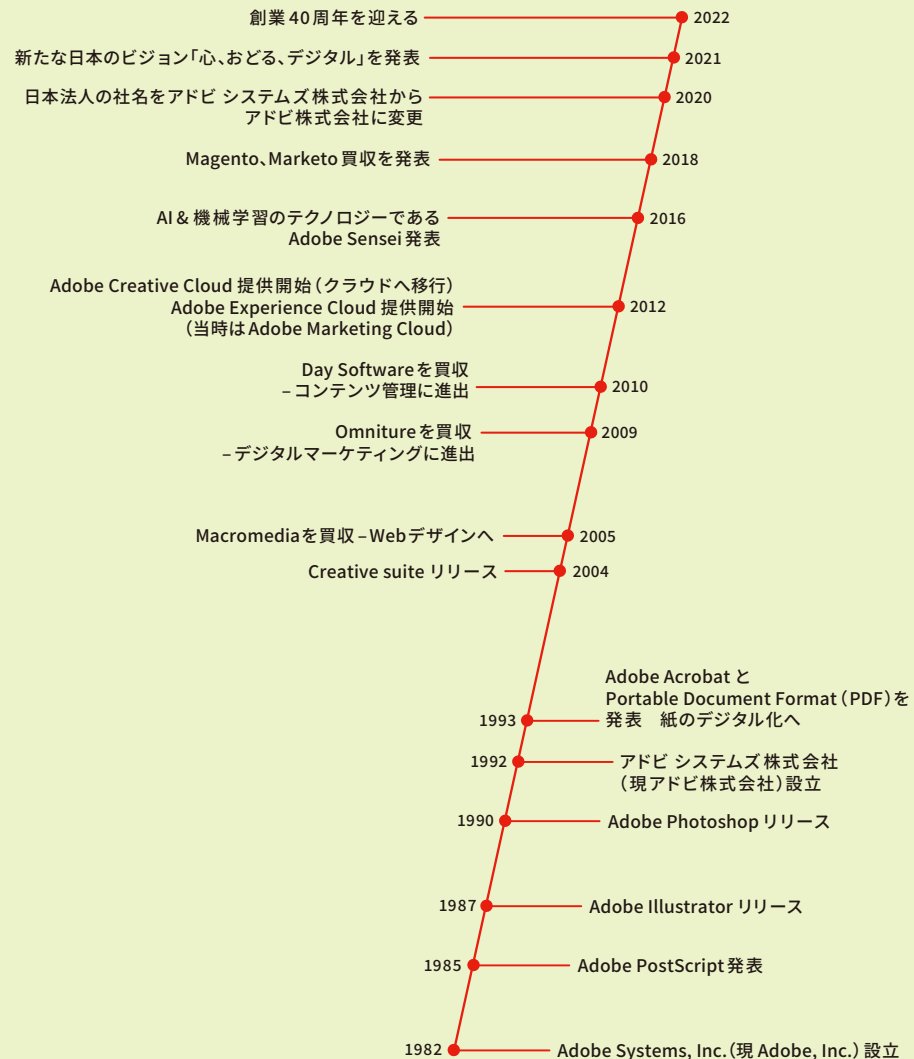 創業40周年を迎える
2022
新たな日本のビジョン「心、おどる、デジタル」を発表
2021
日本法人の社名をアドビ システムズ株式会社から
アドビ株式会社に変更
2020
Magento、Marketo買収を発表
2018
AI & 機械学習のテクノロジーである
Adobe Sensei発表
2016
Adobe Creative Cloud 提供開始（クラウドへ移行）
Adobe Experience Cloud 提供開始
（当時はAdobe Marketing Cloud）
2012
Day Softwareを買収
–コンテンツ管理に進出
2010
Omnitureを買収
–デジタルマーケティングに進出
2009
Macromediaを買収–Webデザインへ
2005
Creative suite リリース
2004
Adobe Acrobat と
Portable Document Format（PDF）を
発表　紙のデジタル化へ
1993
アドビ システムズ株式会社
（現アドビ株式会社）設立
1992
1990
Adobe Photoshop リリース
1987
Adobe Illustrator リリース
1985
Adobe PostScript発表
1982
Adobe Systems, Inc.（現 Adobe, Inc.）設立